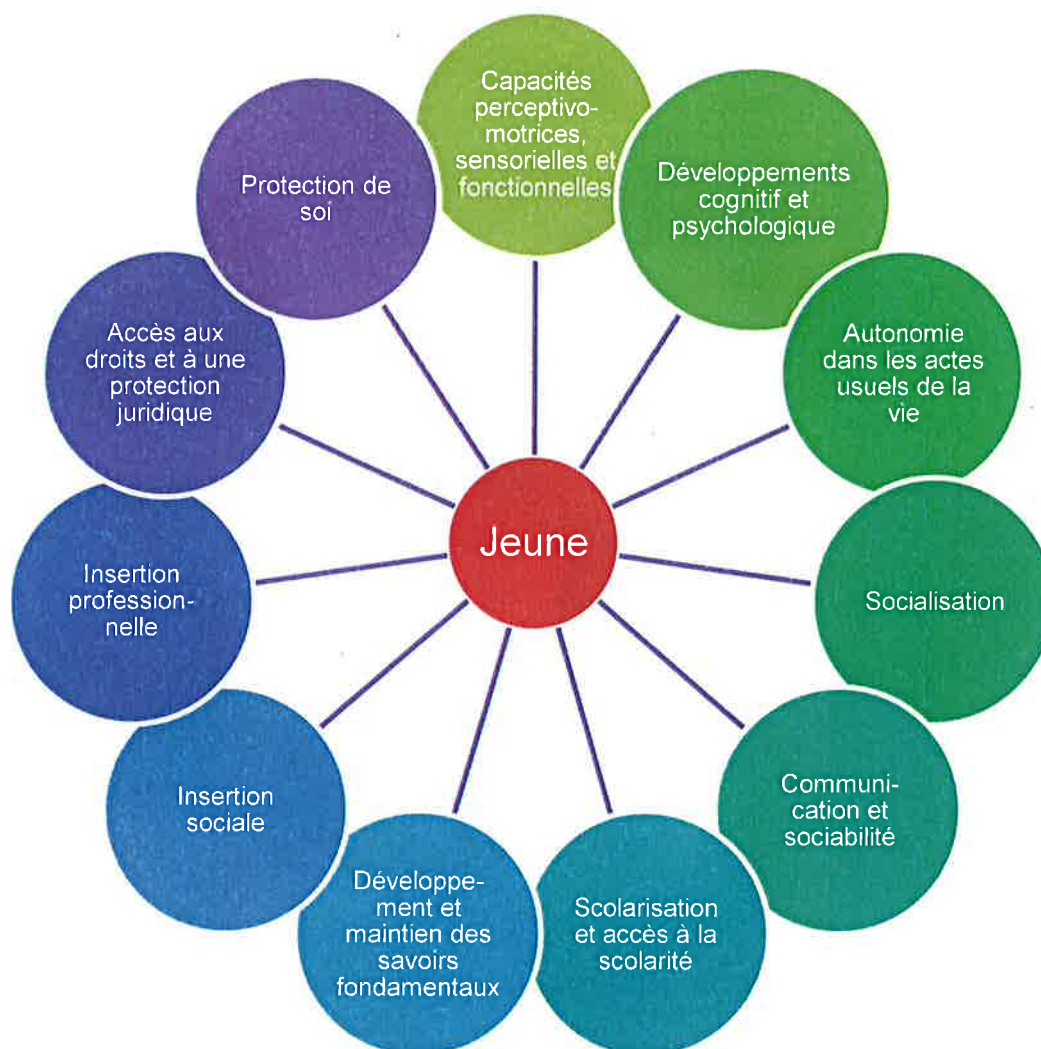 Capacités
perceptivo-
motrices,
sensorielles et
fonctionnelles
Développements
cognitif et
psychologique
Autonomie
dans les actes
usuels de la
vie
Socialisation
Communi-
cation et
sociabilité
Scolarisation
et accès à la
scolarité
Développe-
ment et
maintien des
savoirs
fondamentaux
Insertion
sociale
Insertion
profession-
nelle
Accès aux
droits et à une
protection
juridique
Protection de
soi
Jeune